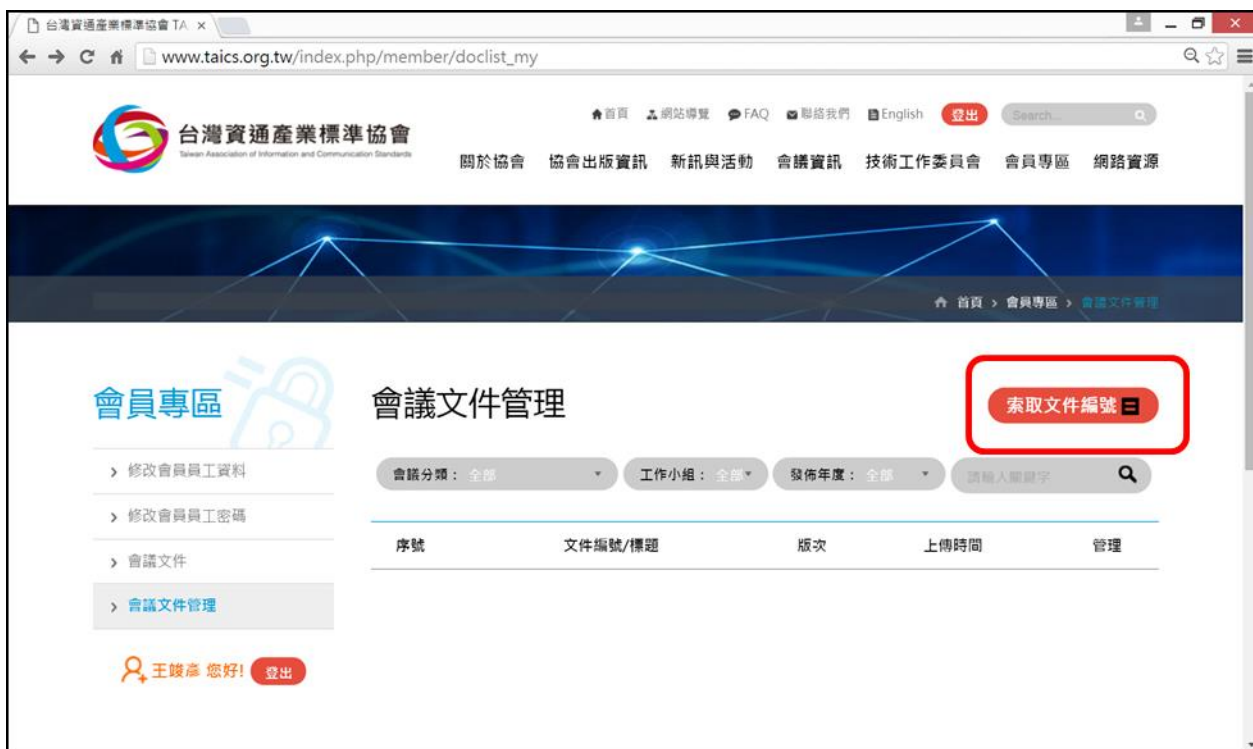 台灣資通產業標準協會 TA
www.taics.org.tw/index.php/member/doclist_my
首頁 網站導覽 FAQ 聯絡我們 English 登出 Search...
台灣資通產業標準協會
Taiwan Association of Information and Communication Standards
關於協會 協會出版資訊 新訊與活動 會議資訊 技術工作委員會 會員專區 網路資源
首頁 > 會員專區 > 會議文件管理
會員專區
會議文件管理
索取文件編號
> 修改會員員工資料
會議分類： 全部 工作小組： 全部 發佈年度： 全部 請輸入關鍵字
> 修改會員員工密碼
序號 文件編號/標題 版次 上傳時間 管理
> 會議文件
> 會議文件管理
王竣彥 您好! 登出